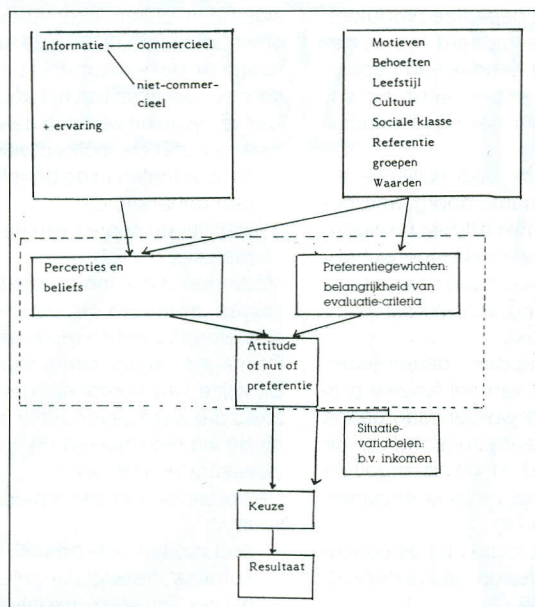 Informatie
commercieel
niet-commer-
cieel
+ ervaring
Motieven
Behoeften
Leefstijl
Cultuur
Sociale klasse
Referentie
groepen
Waarden
Percepties en
beliefs
Preferentiegewichten:
belangrijkheid van
evaluatie-criteria
Attitude
of nut of
preferentie
Situatie-
variabelen:
b.v. inkomen
Keuze
Resultaat